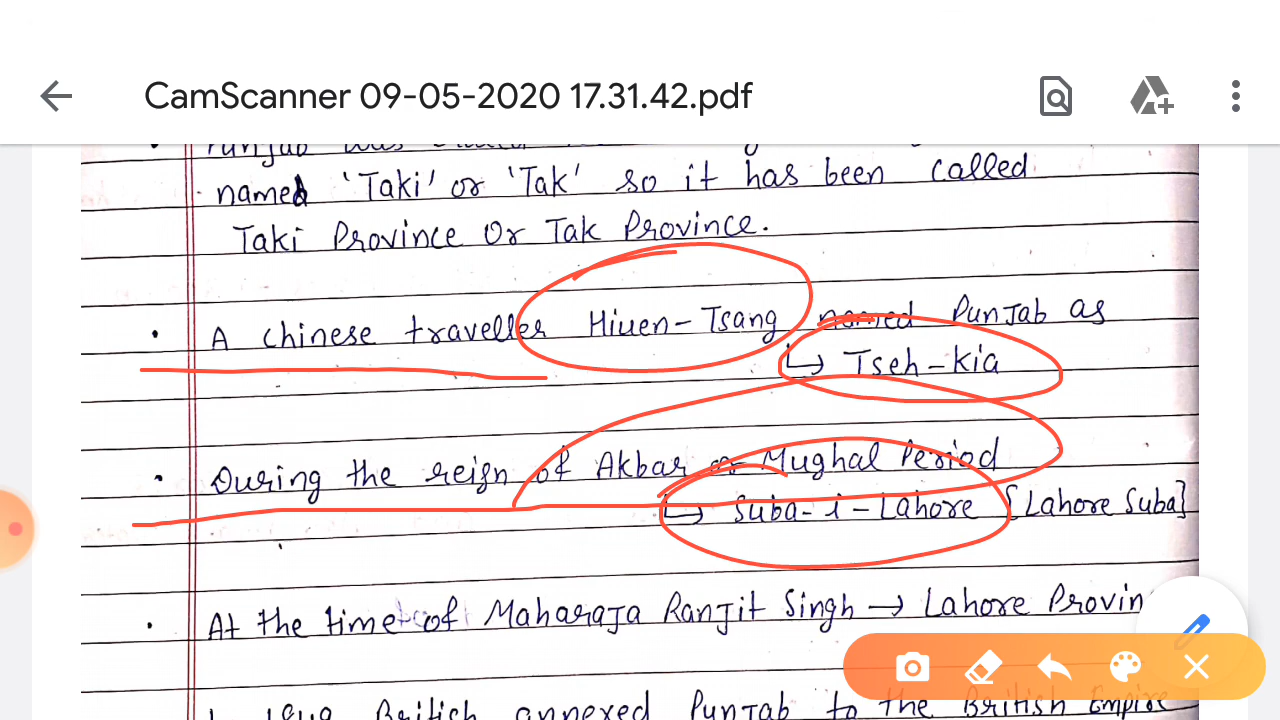 CamScanner 09-05-2020 17.31.42.pdf
Punjab was
named 'Taki' or 'Tak' so it has been called
Taki Province Or Tak Province.
• A chinese traveller Hiuen-Tsang named Punjab as
↳ Tseh-kia
• During the reign of Akbar or Mughal Period
↳ Suba-i-Lahore [Lahore Suba]
• At the time of Maharaja Ranjit Singh → Lahore Provin
British annexed Punjab to the British Empire